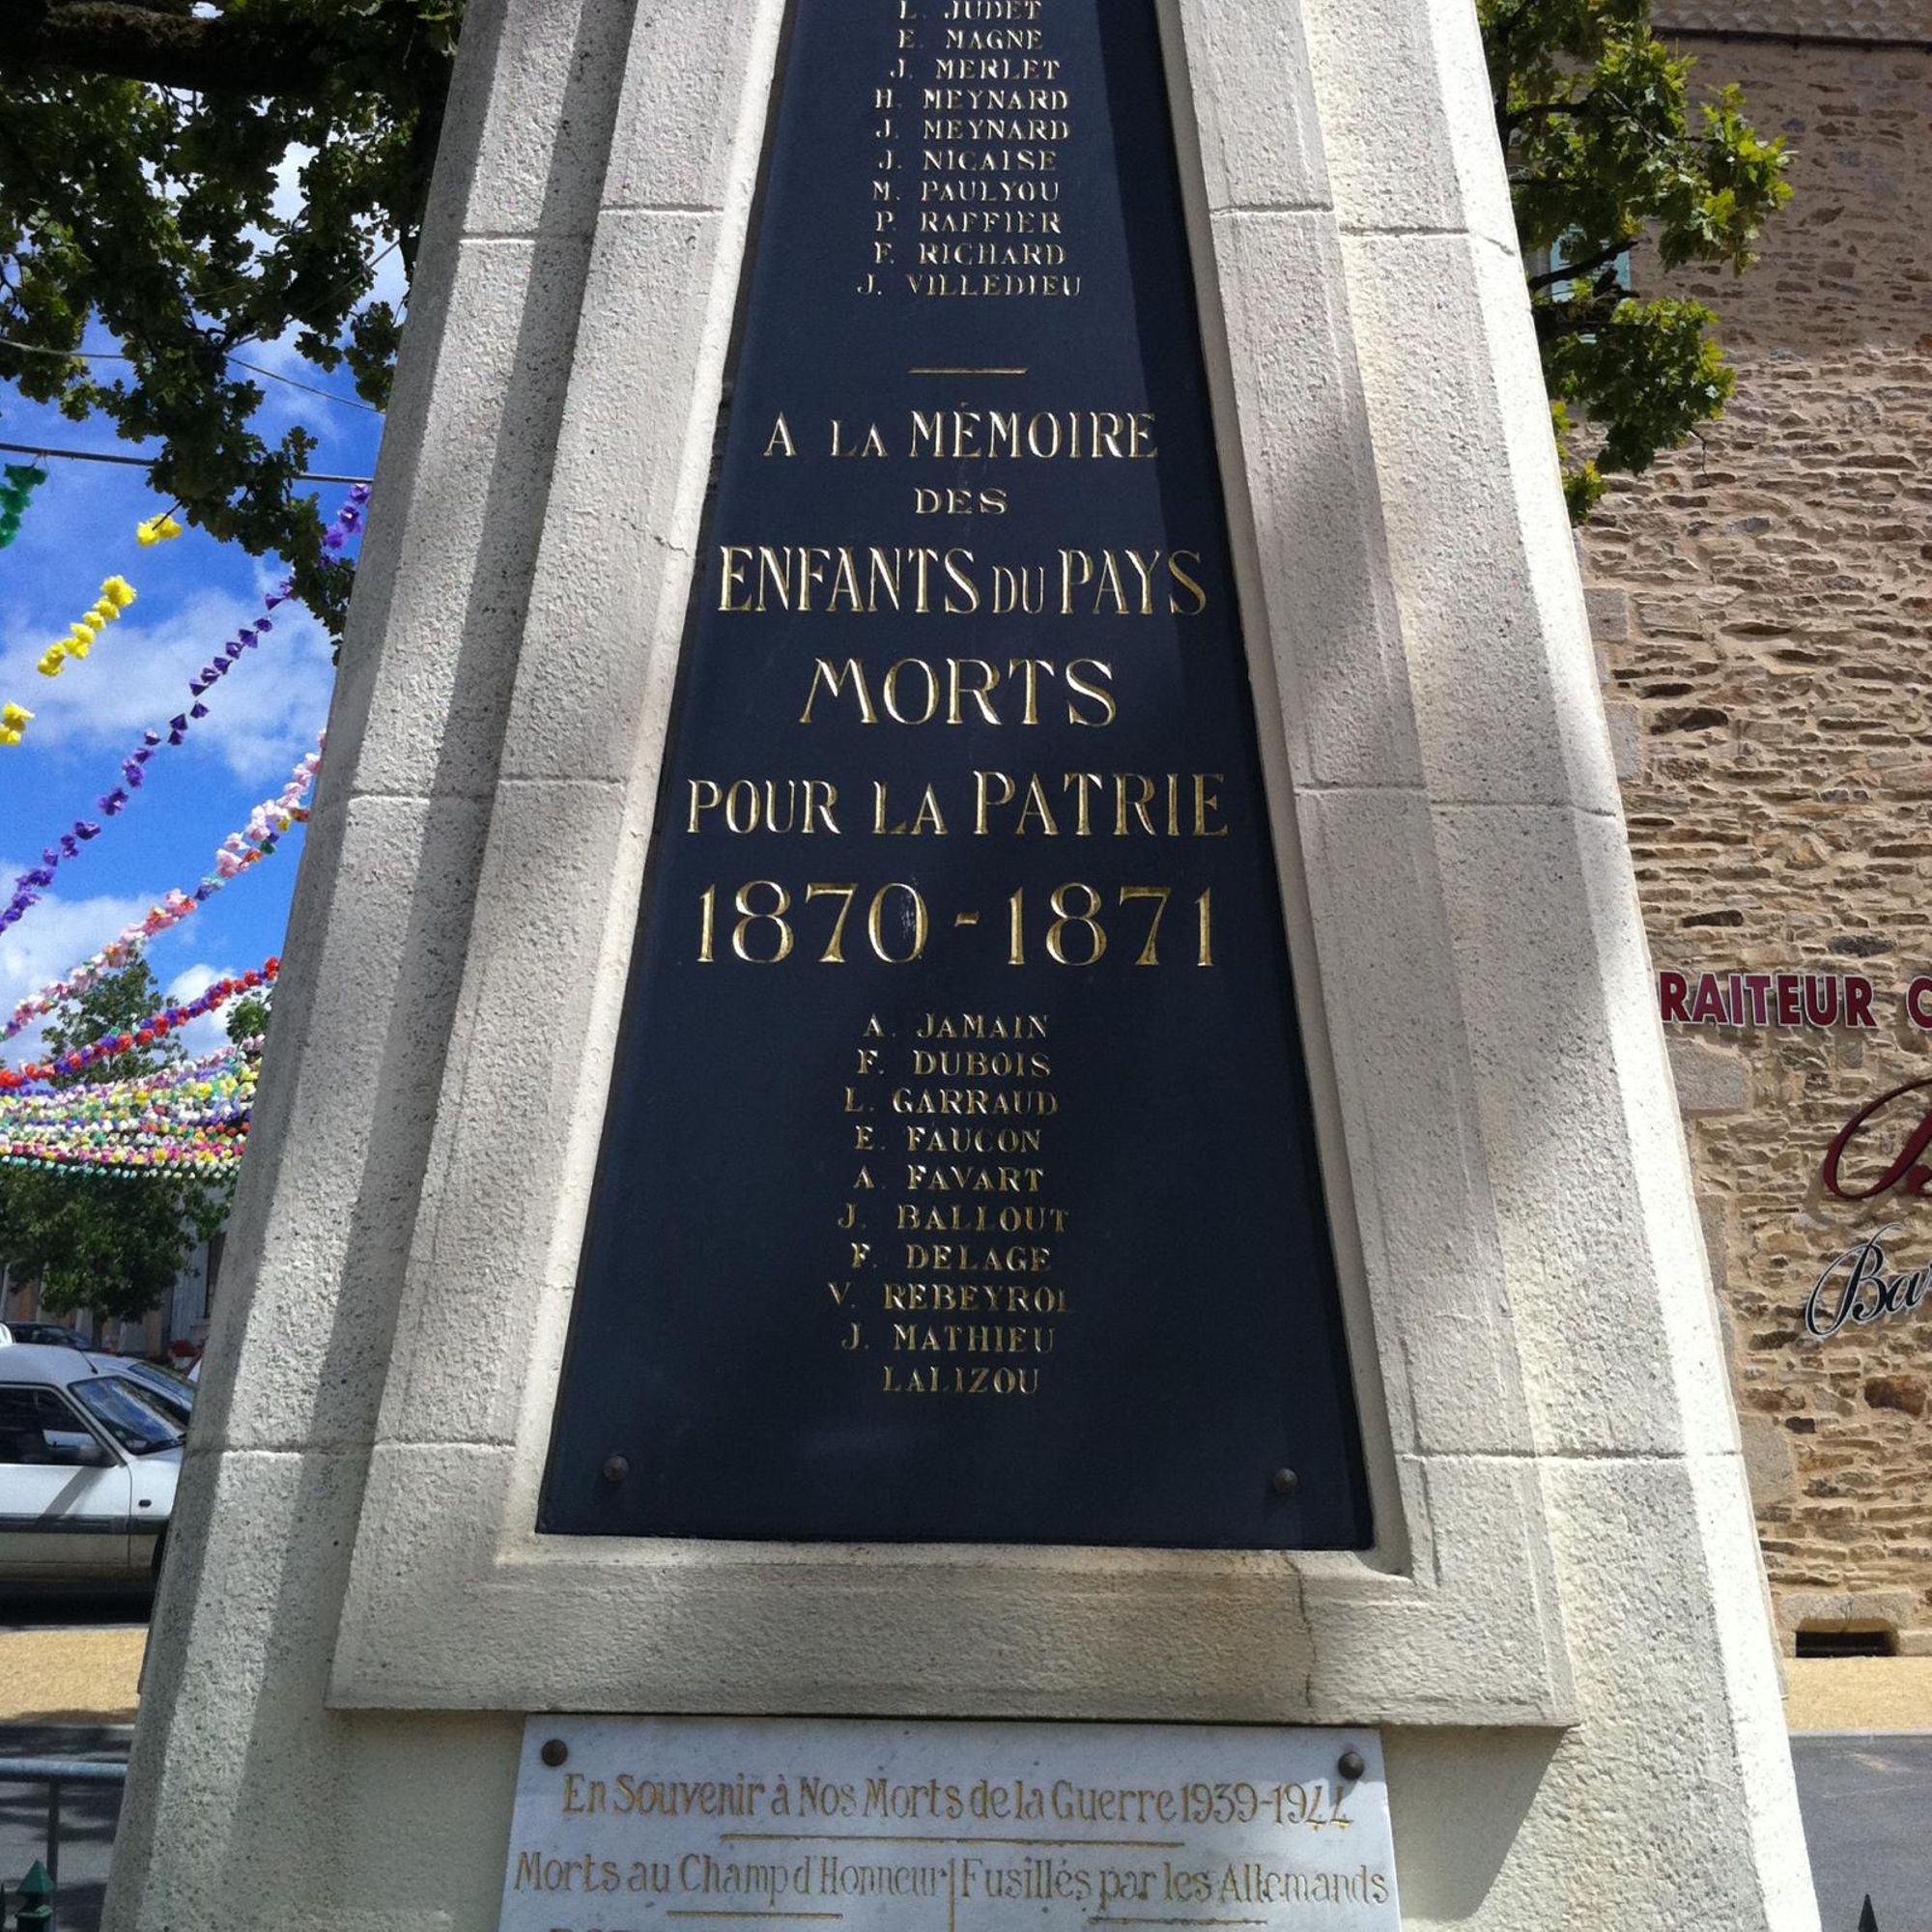 L. JUDET
E. MAGNE
J. MERLET
H. MEYNARD
J. MEYNARD
J. NICAISE
M. PAULYOU
P. RAFFIER
F. RICHARD
J. VILLEDIEU
A LA MÉMOIRE
DES
ENFANTS DU PAYS
MORTS
POUR LA PATRIE
1870-1871
A. JAMAIN
F. DUBOIS
L. GARRAUD
E. FAUCON
A. FAVART
J. BALLOUT
F. DELAGE
V. REBEYROL
J. MATHIEU
LALIZOU
En Souvenir à Nos Morts de la Guerre 1939-1944
Morts au Champ d'Honneur
Fusillés par les Allemands
RAITEUR C
Ba